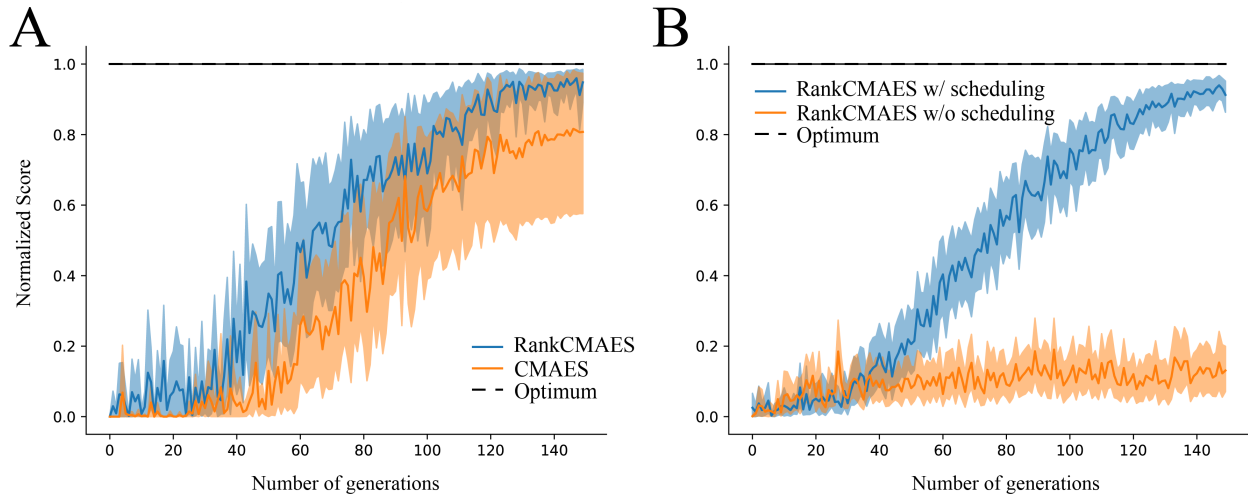 A
1.0
0.8
0.6
0.4
0.2
0.0
Normalized Score
RankCMAES
CMAES
Optimum
0 20 40 60 80 100 120 140
Number of generations
B
1.0
0.8
0.6
0.4
0.2
0.0
RankCMAES w/ scheduling
RankCMAES w/o scheduling
Optimum
0 20 40 60 80 100 120 140
Number of generations